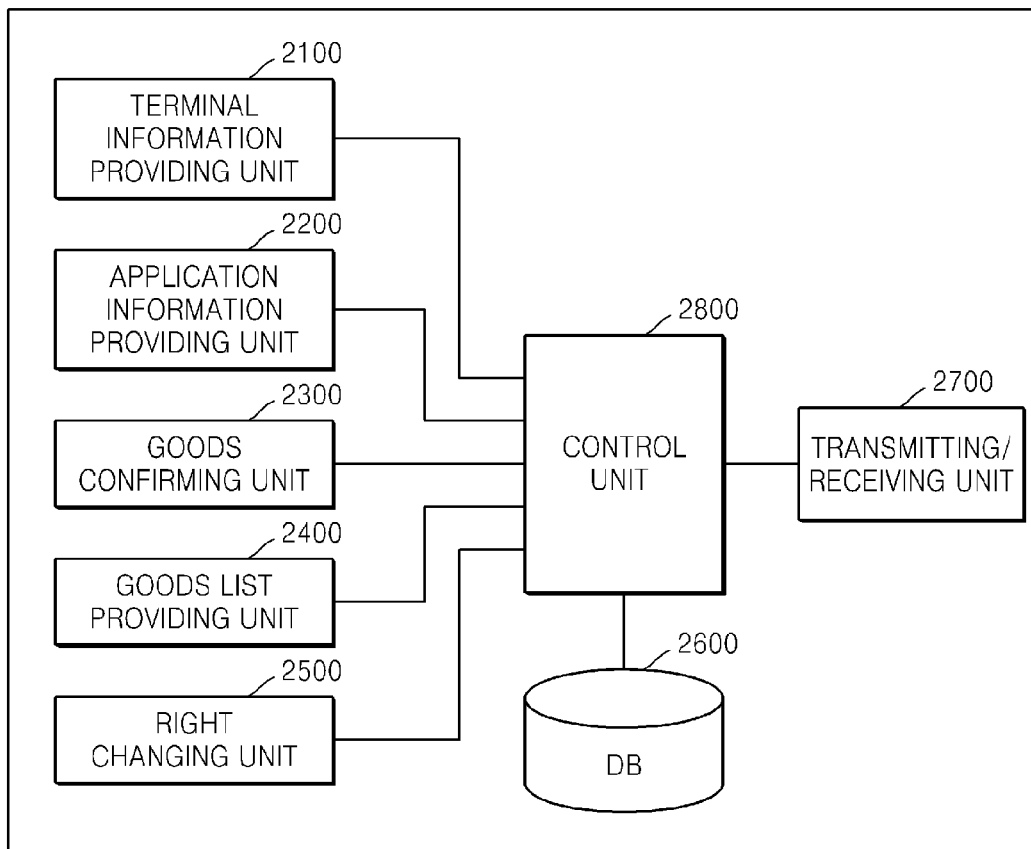 2100
TERMINAL
INFORMATION
PROVIDING UNIT
2200
APPLICATION
INFORMATION
PROVIDING UNIT
2300
GOODS
CONFIRMING UNIT
2400
GOODS LIST
PROVIDING UNIT
2500
RIGHT
CHANGING UNIT
2800
CONTROL
UNIT
2700
TRANSMITTING/
RECEIVING UNIT
2600
DB